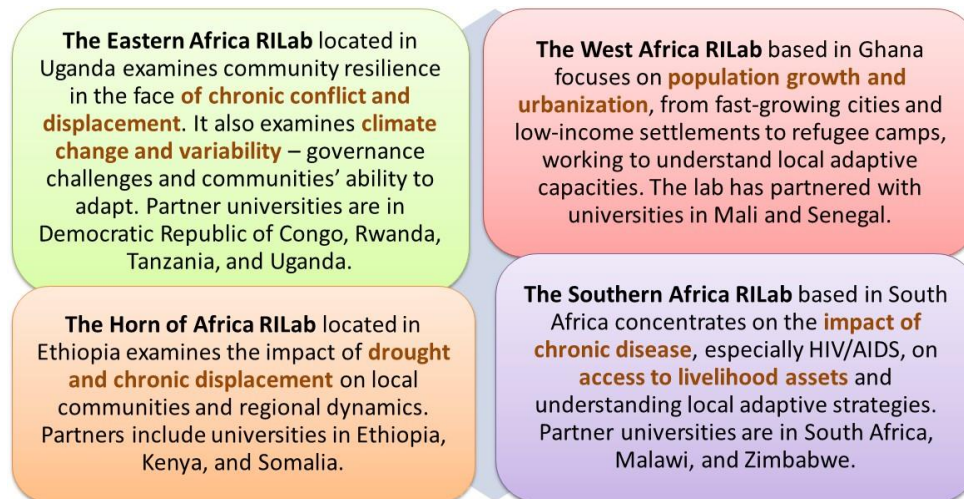 The Eastern Africa RILab located in
Uganda examines community resilience
in the face of chronic conflict and
displacement. It also examines climate
change and variability – governance
challenges and communities’ ability to
adapt. Partner universities are in
Democratic Republic of Congo, Rwanda,
Tanzania, and Uganda.
The West Africa RILab based in Ghana
focuses on population growth and
urbanization, from fast-growing cities and
low-income settlements to refugee camps,
working to understand local adaptive
capacities. The lab has partnered with
universities in Mali and Senegal.
The Horn of Africa RILab located in
Ethiopia examines the impact of drought
and chronic displacement on local
communities and regional dynamics.
Partners include universities in Ethiopia,
Kenya, and Somalia.
The Southern Africa RILab based in South
Africa concentrates on the impact of
chronic disease, especially HIV/AIDS, on
access to livelihood assets and
understanding local adaptive strategies.
Partner universities are in South Africa,
Malawi, and Zimbabwe.